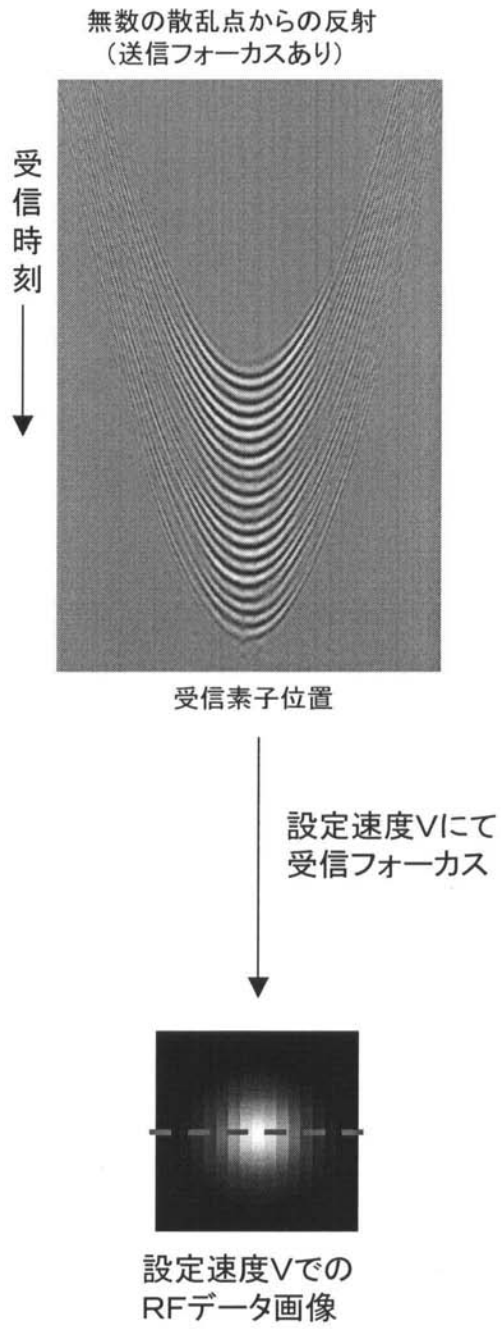 無数の散乱点からの反射
（送信フォーカスあり）
受信時刻
受信素子位置
設定速度Vにて
受信フォーカス
設定速度Vでの
RFデータ画像